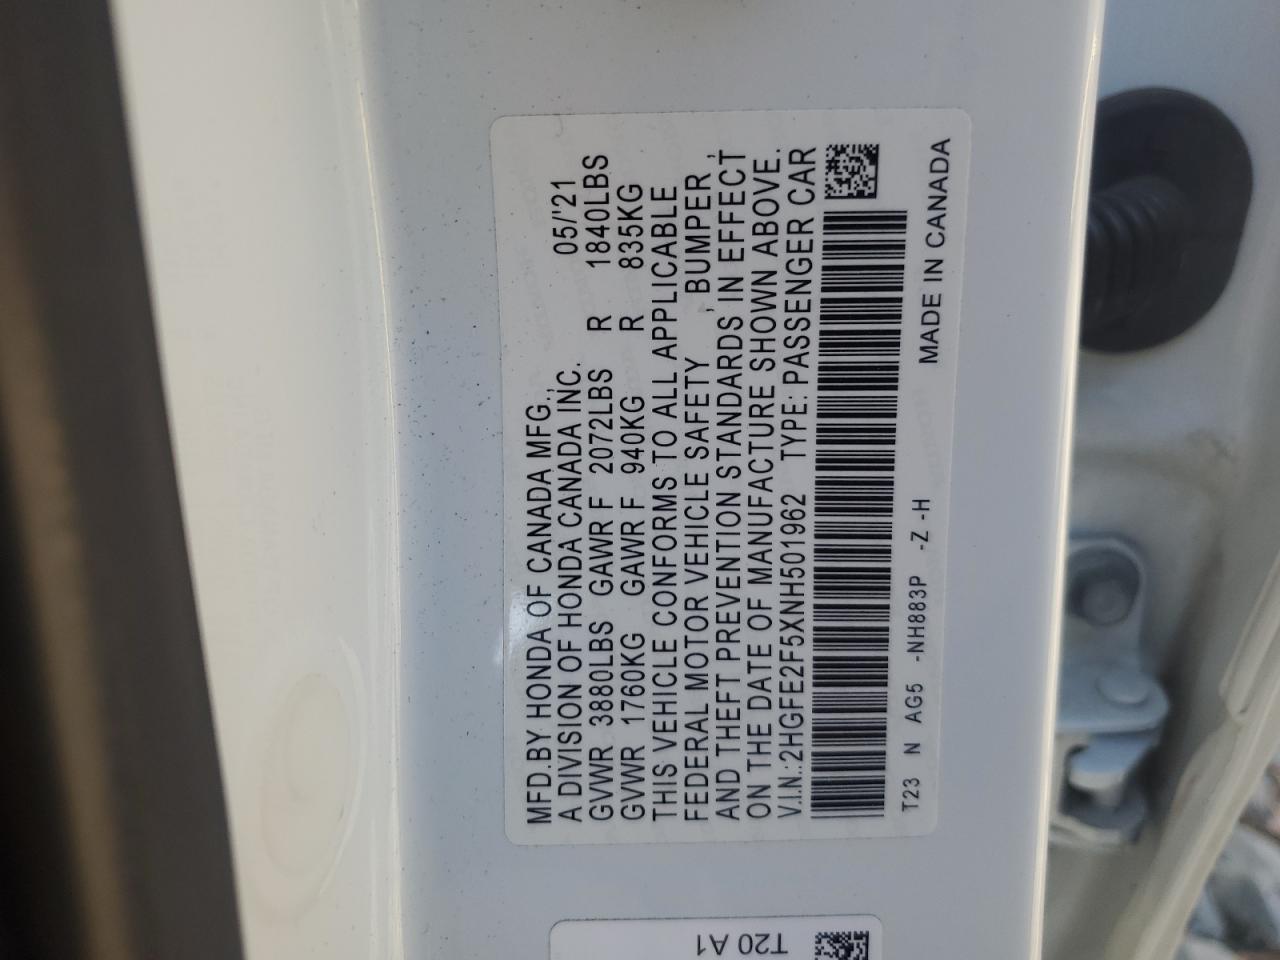 MFD.BY HONDA OF CANADA MFG., 05/'21
A DIVISION OF HONDA CANADA INC.
GVWR 3880LBS GAWR F 2072LBS R 1840LBS
GVWR 1760KG GAWR F 940KG R 835KG
THIS VEHICLE CONFORMS TO ALL APPLICABLE
FEDERAL MOTOR VEHICLE SAFETY , BUMPER ,
AND THEFT PREVENTION STANDARDS IN EFFECT
ON THE DATE OF MANUFACTURE SHOWN ABOVE.
V.I.N.:2HGFE2F5XNH501962 TYPE: PASSENGER CAR
T23 N AG5 -NH883P -Z -H MADE IN CANADA
T20 A1